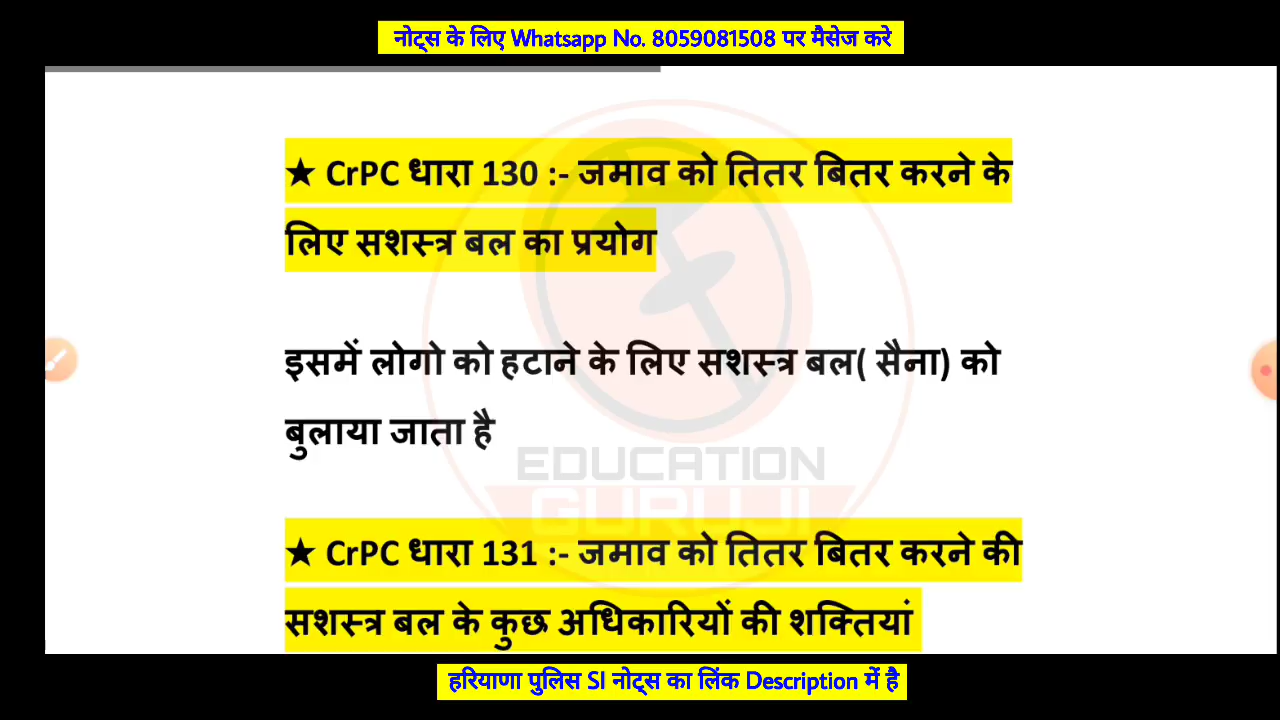 नोट्स के लिए Whatsapp No. 8059081508 पर मैसेज करे
★ CrPC धारा 130 :- जमाव को तितर बितर करने के
लिए सशस्त्र बल का प्रयोग
इसमें लोगो को हटाने के लिए सशस्त्र बल( सैना) को
बुलाया जाता है
EDUCATION
GURUJI
★ CrPC धारा 131 :- जमाव को तितर बितर करने की
सशस्त्र बल के कुछ अधिकारियों की शक्तियां
हरियाणा पुलिस SI नोट्स का लिंक Description में है